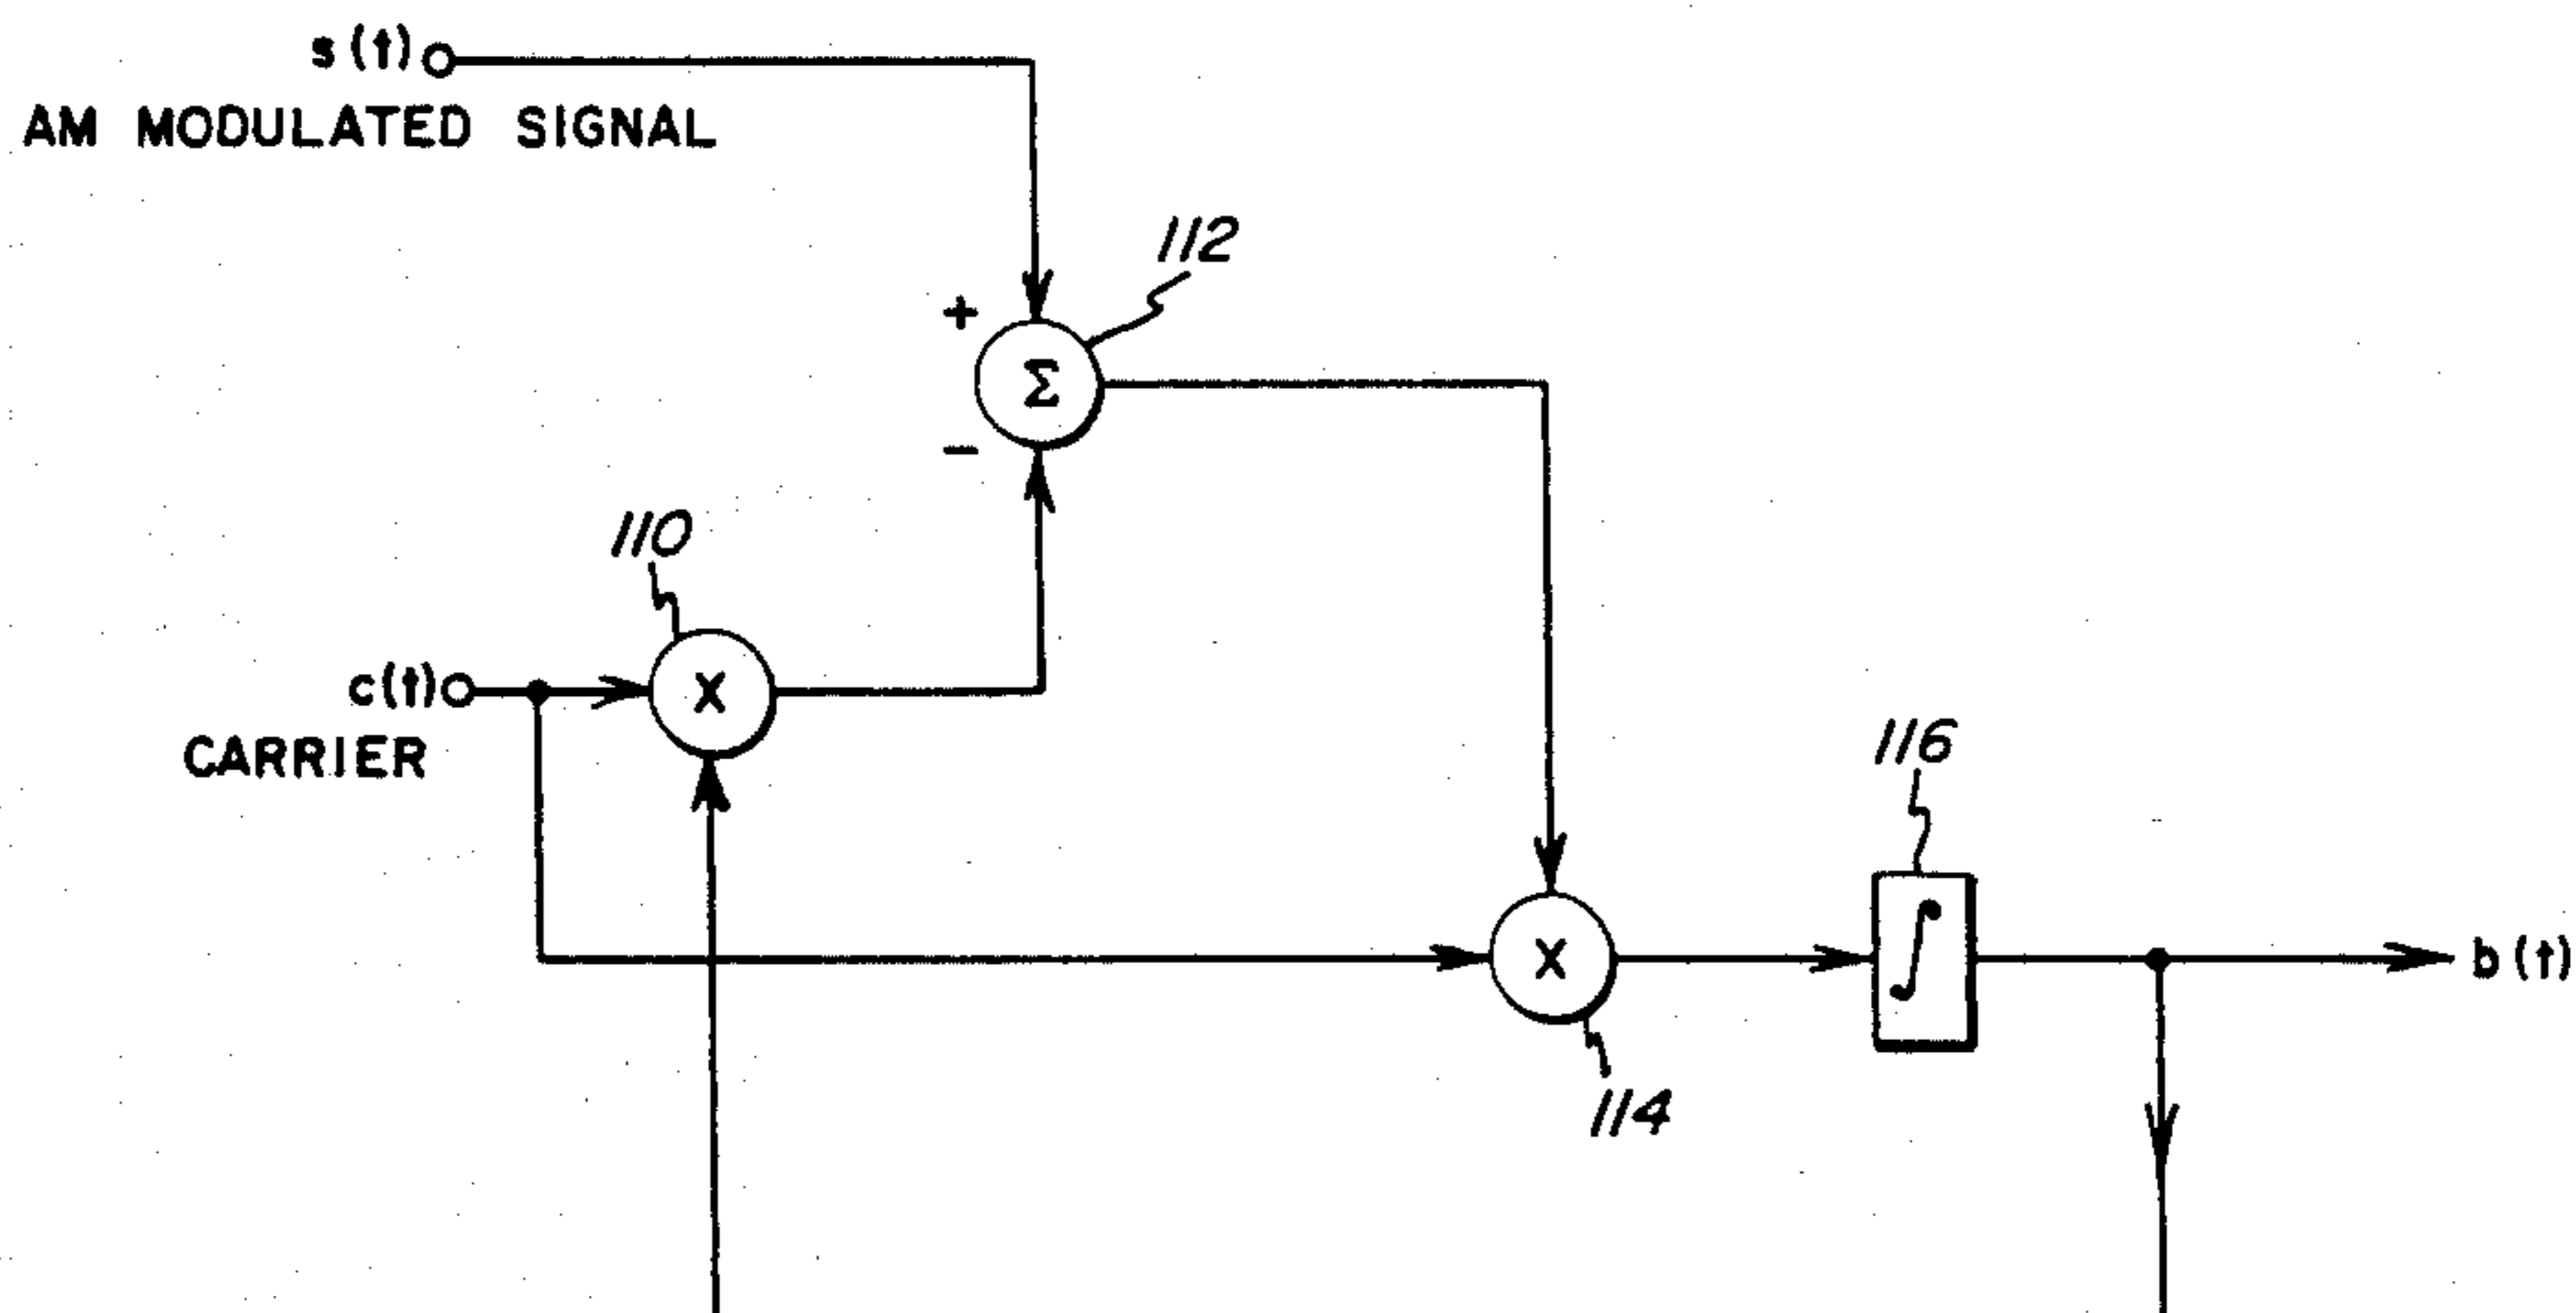 s(t)
AM MODULATED SIGNAL
112
+
Σ
−
110
c(t)
X
CARRIER
116
∫
X
b(t)
114